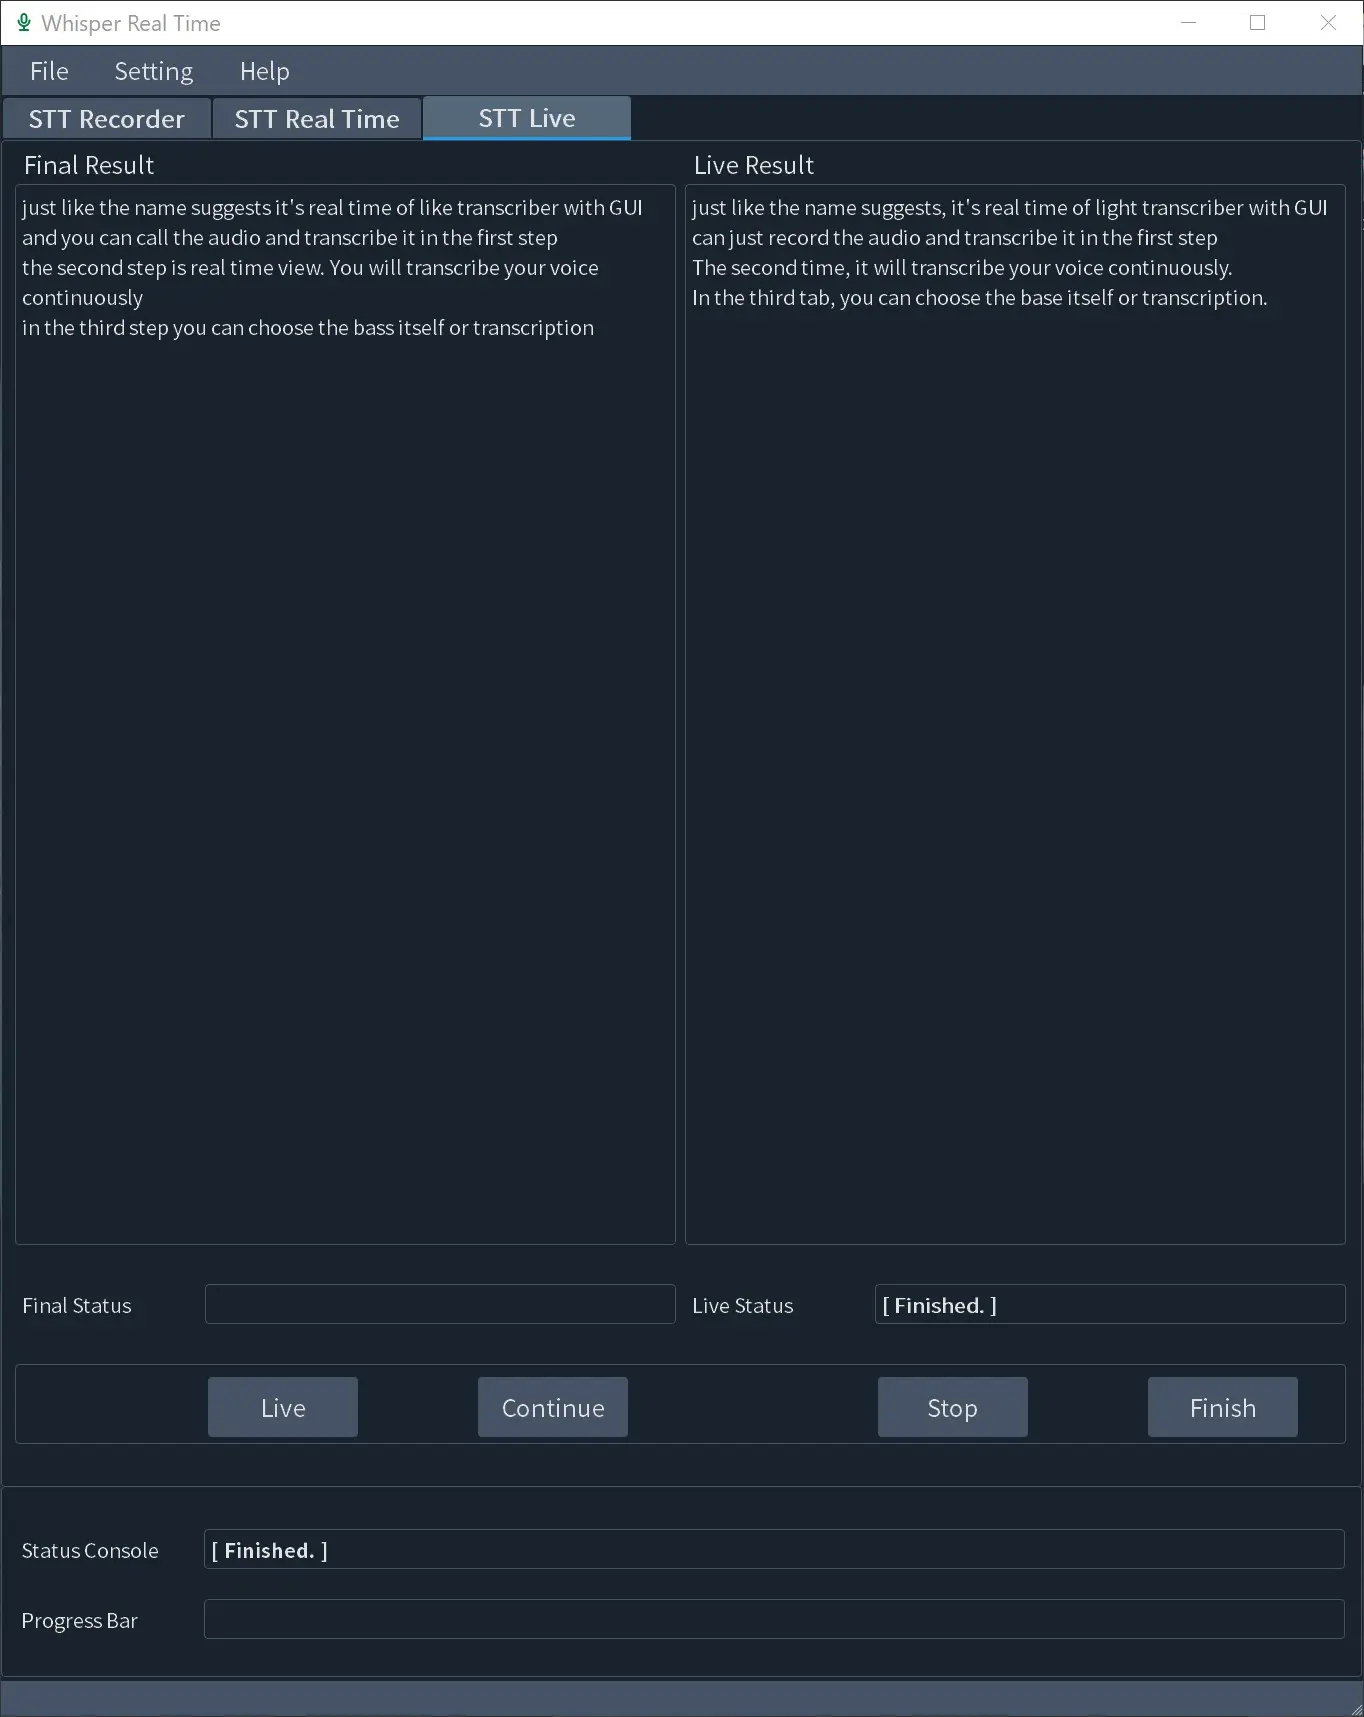 Whisper Real Time
File Setting Help
STT Recorder STT Real Time STT Live
Final Result
just like the name suggests it's real time of like transcriber with GUI
and you can call the audio and transcribe it in the first step
the second step is real time view. You will transcribe your voice
continuously
in the third step you can choose the bass itself or transcription
Live Result
just like the name suggests, it's real time of light transcriber with GUI
can just record the audio and transcribe it in the first step
The second time, it will transcribe your voice continuously.
In the third tab, you can choose the base itself or transcription.
Final Status
Live Status [ Finished. ]
Live Continue Stop Finish
Status Console [ Finished. ]
Progress Bar